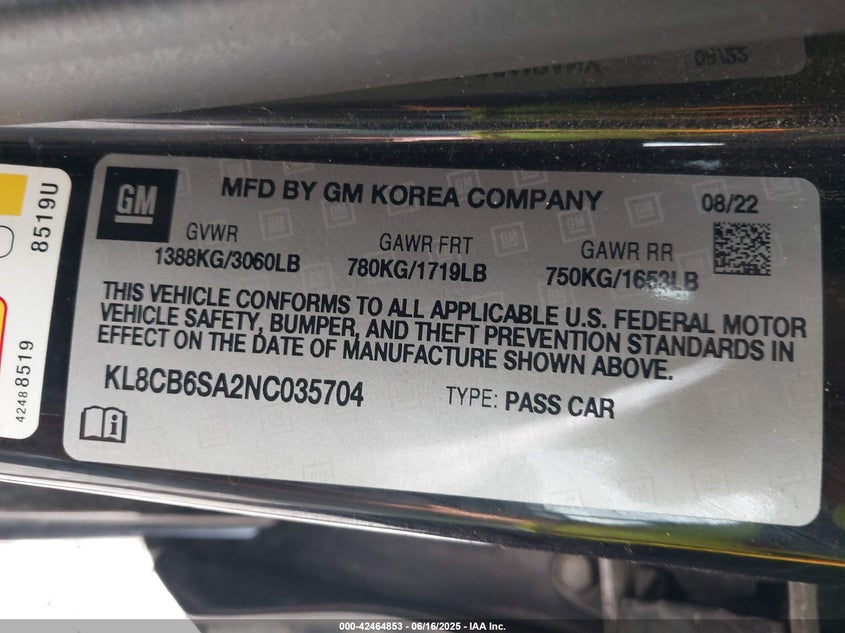 08/22
8519U
42488519
GM
MFD BY GM KOREA COMPANY
08/22
GVWR
1388KG/3060LB
GAWR FRT
780KG/1719LB
GAWR RR
750KG/1653LB
THIS VEHICLE CONFORMS TO ALL APPLICABLE U.S. FEDERAL MOTOR
VEHICLE SAFETY, BUMPER, AND THEFT PREVENTION STANDARDS IN
EFFECT ON THE DATE OF MANUFACTURE SHOWN ABOVE.
KL8CB6SA2NC035704
TYPE: PASS CAR
000-42464853 - 06/16/2025 - IAA Inc.